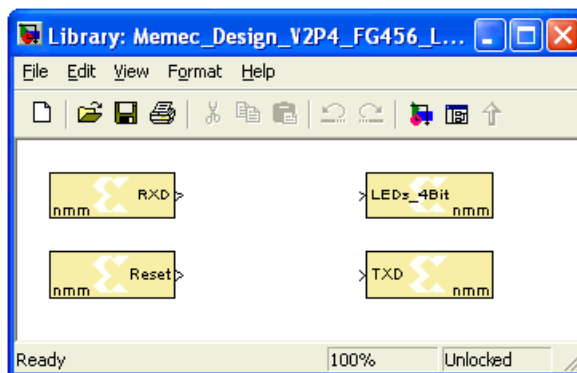 Library: Memec_Design_V2P4_FG456_L...
File Edit View Format Help
RXD
nmm
LEDs_4Bit
nmm
Reset
nmm
TXD
nmm
Ready 100% Unlocked